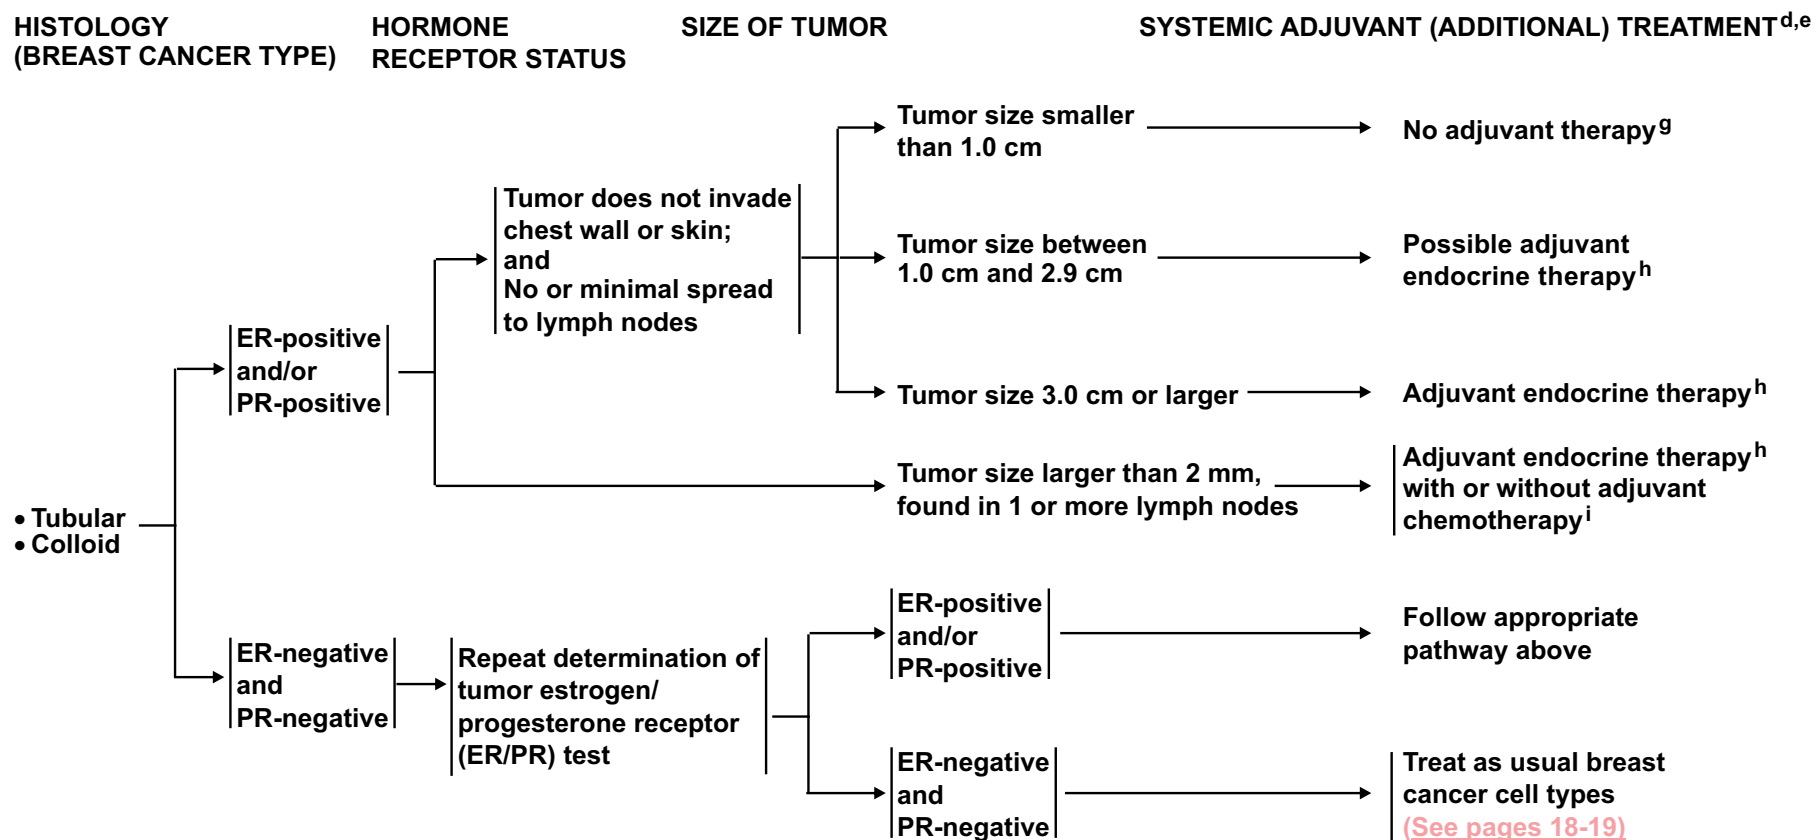 HISTOLOGY
(BREAST CANCER TYPE)
HORMONE
RECEPTOR STATUS
SIZE OF TUMOR
SYSTEMIC ADJUVANT (ADDITIONAL) TREATMENT d,e
• Tubular
• Colloid
ER-positive
and/or
PR-positive
Tumor does not invade
chest wall or skin;
and
No or minimal spread
to lymph nodes
Tumor size smaller
than 1.0 cm
No adjuvant therapy g
Tumor size between
1.0 cm and 2.9 cm
Possible adjuvant
endocrine therapy h
Tumor size 3.0 cm or larger
Adjuvant endocrine therapy h
Tumor size larger than 2 mm,
found in 1 or more lymph nodes
Adjuvant endocrine therapy h
with or without adjuvant
chemotherapy i
ER-negative
and
PR-negative
Repeat determination of
tumor estrogen/
progesterone receptor
(ER/PR) test
ER-positive
and/or
PR-positive
Follow appropriate
pathway above
ER-negative
and
PR-negative
Treat as usual breast
cancer cell types
(See pages 18-19)